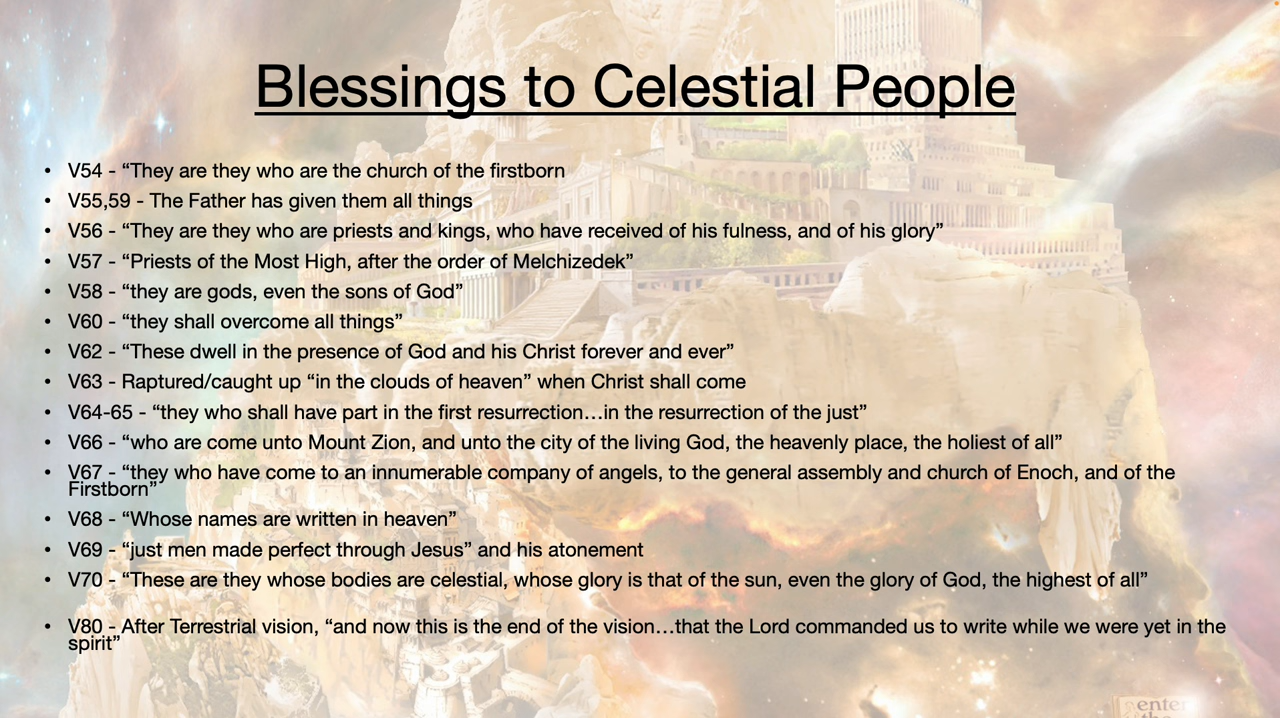 Blessings to Celestial People
• V54 - “They are they who are the church of the firstborn
• V55,59 - The Father has given them all things
• V56 - “They are they who are priests and kings, who have received of his fulness, and of his glory”
• V57 - “Priests of the Most High, after the order of Melchizedek”
• V58 - “they are gods, even the sons of God”
• V60 - “they shall overcome all things”
• V62 - “These dwell in the presence of God and his Christ forever and ever”
• V63 - Raptured/caught up “in the clouds of heaven” when Christ shall come
• V64-65 - “they who shall have part in the first resurrection…in the resurrection of the just”
• V66 - “who are come unto Mount Zion, and unto the city of the living God, the heavenly place, the holiest of all”
• V67 - “they who have come to an innumerable company of angels, to the general assembly and church of Enoch, and of the
Firstborn”
• V68 - “Whose names are written in heaven”
• V69 - “just men made perfect through Jesus” and his atonement
• V70 - “These are they whose bodies are celestial, whose glory is that of the sun, even the glory of God, the highest of all”
• V80 - After Terrestrial vision, “and now this is the end of the vision…that the Lord commanded us to write while we were yet in the
spirit”
enter
the